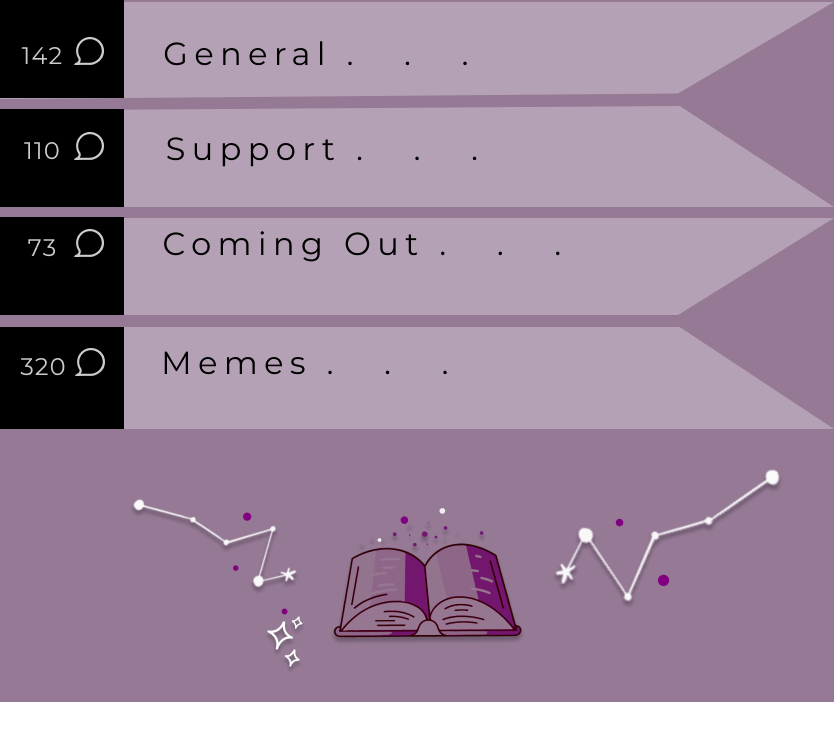 142 General . . .
110 Support . . .
73 Coming Out . . .
320 Memes . . .